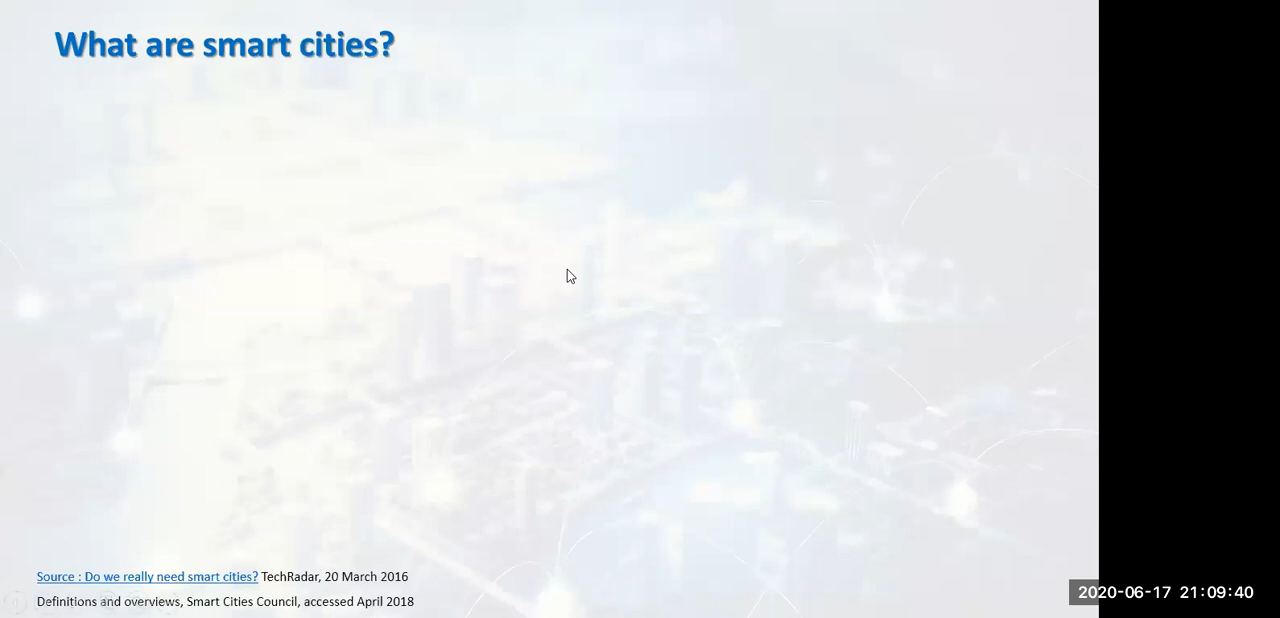 What are smart cities?
Source : Do we really need smart cities? TechRadar, 20 March 2016
Definitions and overviews, Smart Cities Council, accessed April 2018
2020-06-17 21:09:40